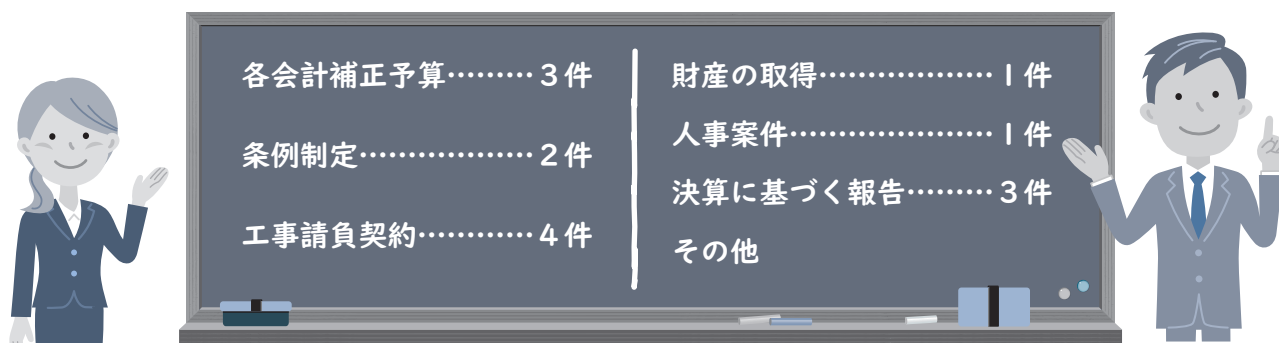 各会計補正予算………３件
条例制定………………２件
工事請負契約…………４件
財産の取得………………１件
人事案件…………………１件
決算に基づく報告………３件
その他